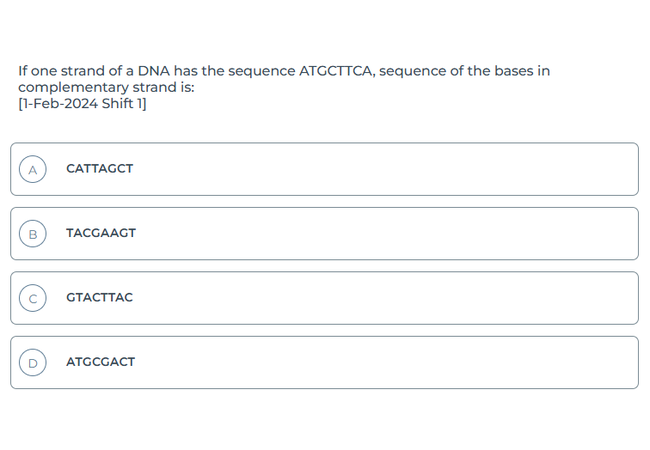 If one strand of a DNA has the sequence ATGCTTCA, sequence of the bases in
complementary strand is:
[1-Feb-2024 Shift 1]
A CATTAGCT
B TACGAAGT
C GTACTTAC
D ATGCGACT